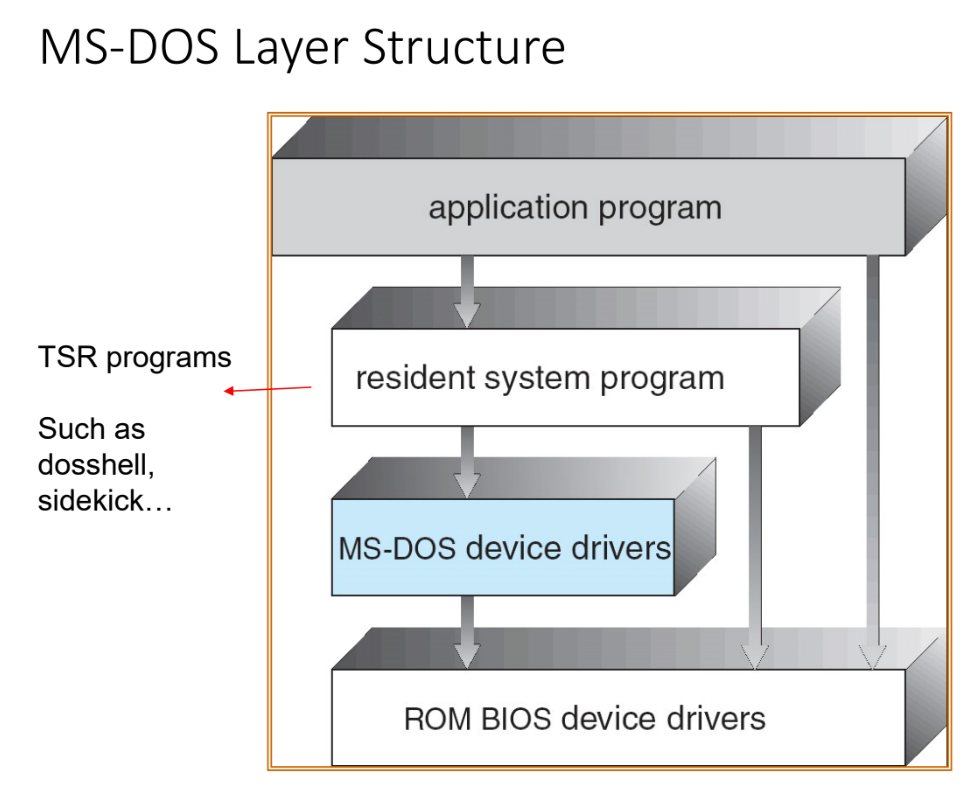 MS-DOS Layer Structure
application program
TSR programs
resident system program
Such as
dosshell,
sidekick…
MS-DOS device drivers
ROM BIOS device drivers